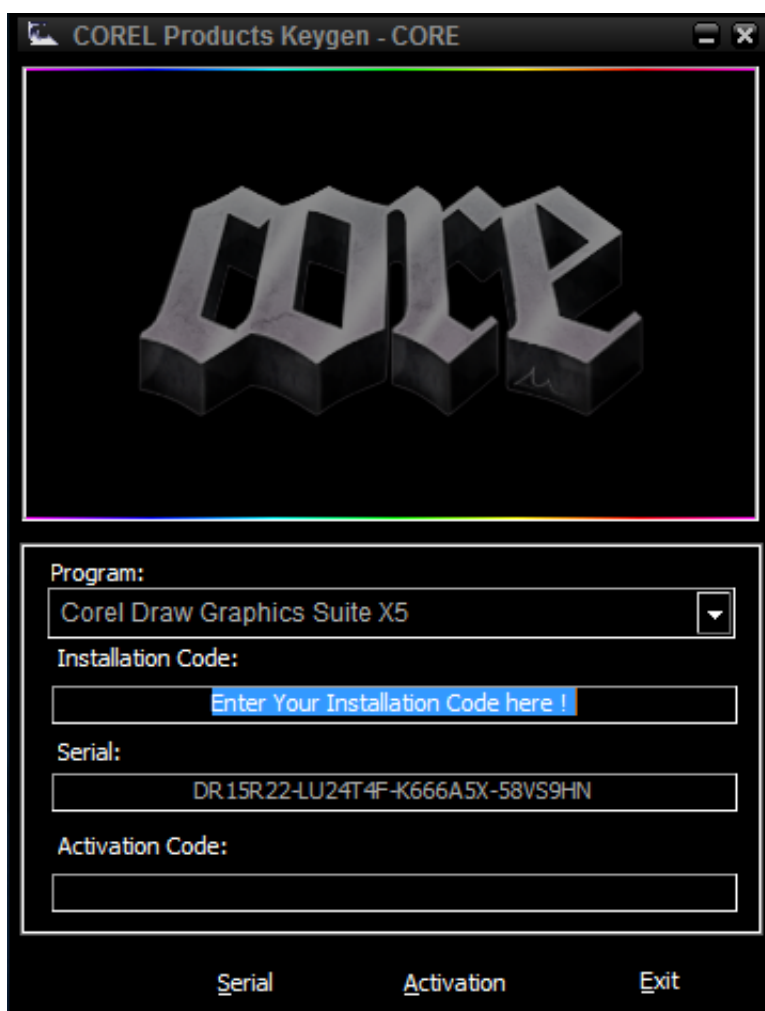 COREL Products Keygen - CORE
core
Program:
Corel Draw Graphics Suite X5
Installation Code:
Enter Your Installation Code here !
Serial:
DR15R22-LU24T4F-K666A5X-58VS9HN
Activation Code:
Serial Activation Exit